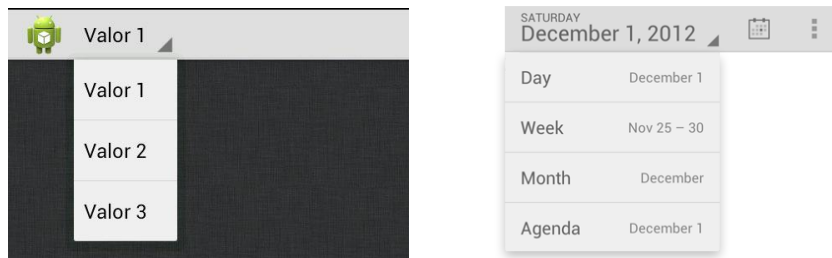 Valor 1
Valor 1
Valor 2
Valor 3
SATURDAY
December 1, 2012
Day December 1
Week Nov 25 – 30
Month December
Agenda December 1